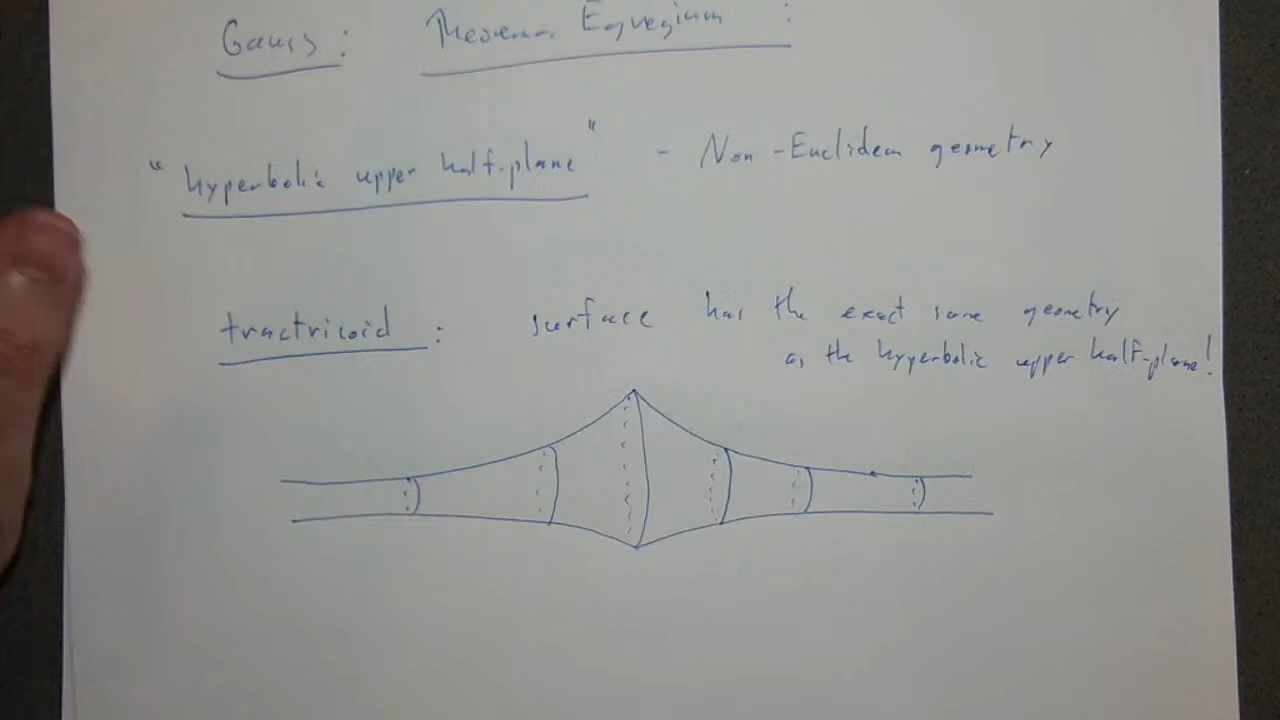 Gauss: Theorema Egregium :
"hyperbolic upper half-plane" - Non-Euclidean geometry
tractricoid : surface has the exact same geometry
as the hyperbolic upper half-plane!